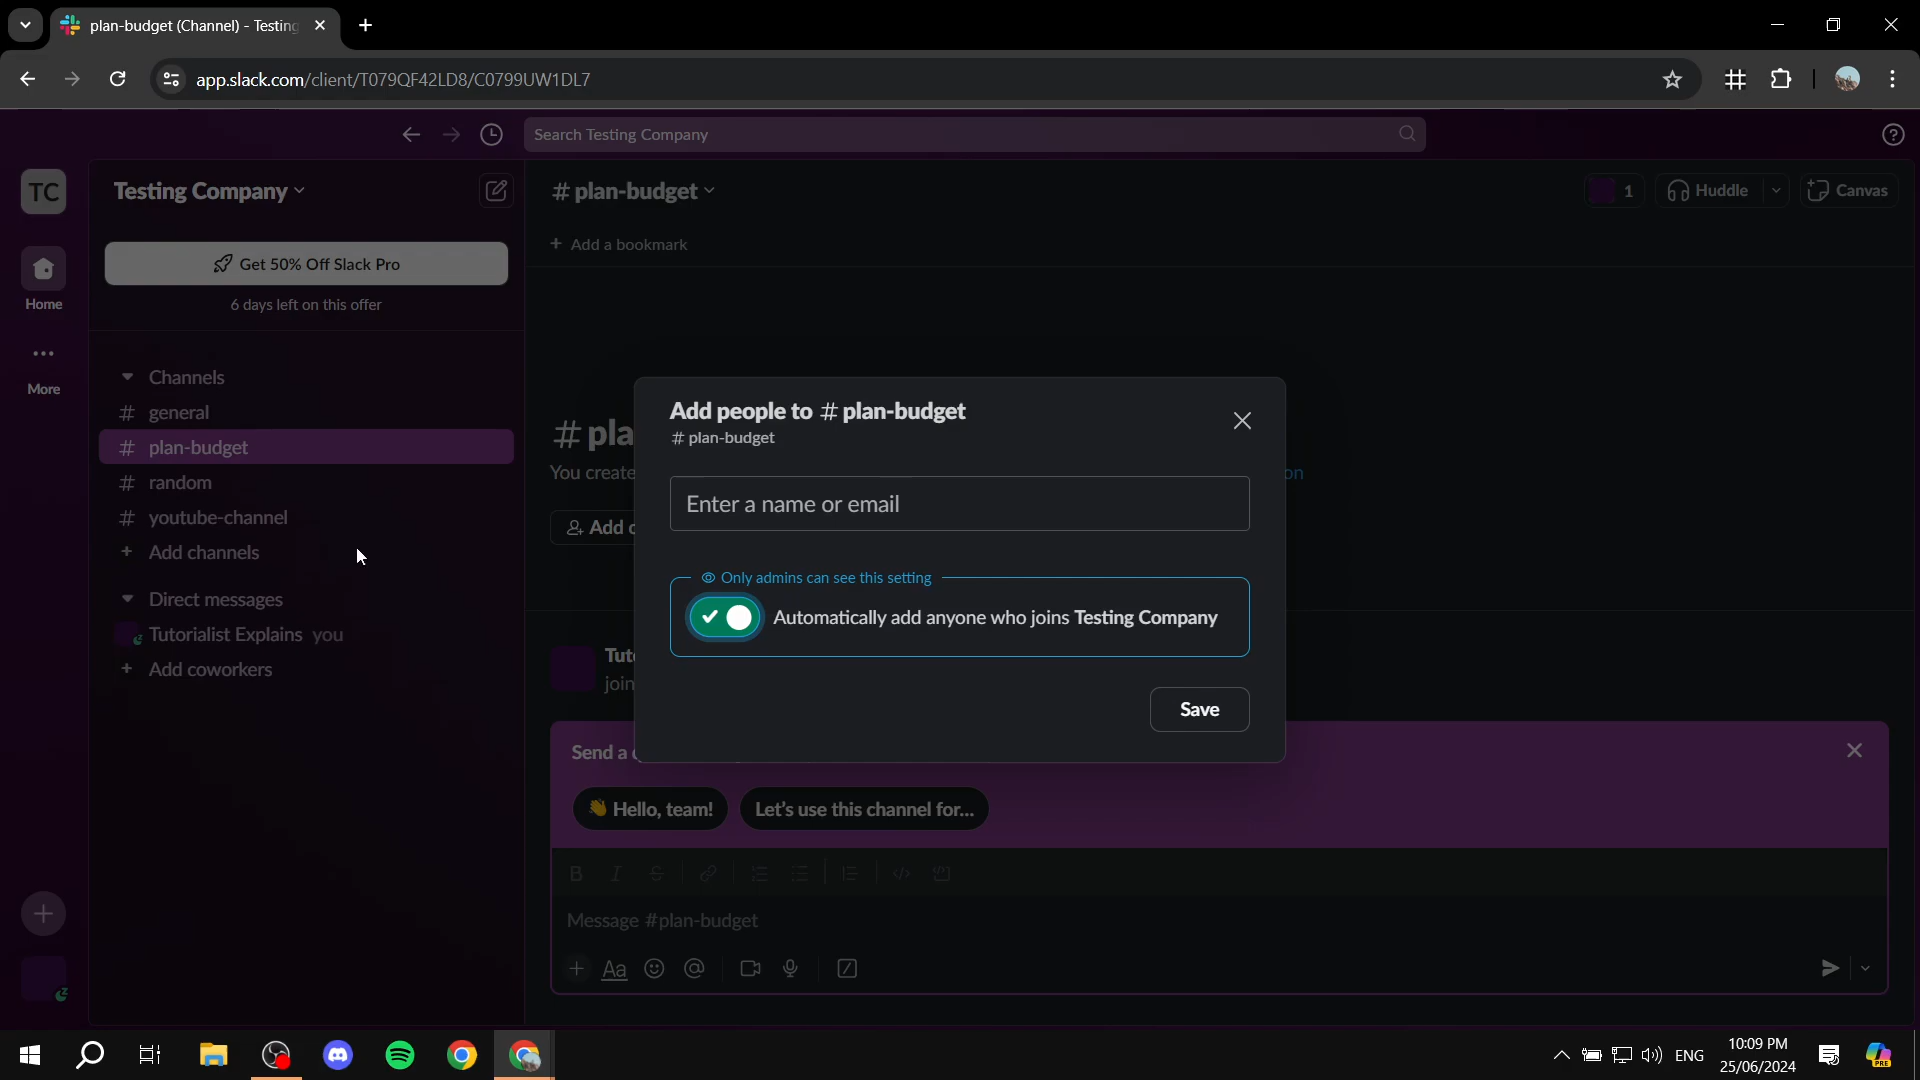 plan-budget (Channel) - Testing
app.slack.com/client/T079QF42LD8/C0799UW1DL7
Search Testing Company
TC
Testing Company
# plan-budget
1
Huddle
Canvas
Add a bookmark
Get 50% Off Slack Pro
6 days left on this offer
Home
More
Channels
# general
# plan-budget
# random
# youtube-channel
+ Add channels
Direct messages
Tutorialist Explains you
+ Add coworkers
# pla
You create
on
Add c
Add people to # plan-budget
# plan-budget
Enter a name or email
Only admins can see this setting
Automatically add anyone who joins Testing Company
Save
Tut
join
Send a
👋 Hello, team!
Let's use this channel for...
B I S
Message #plan-budget
Aa
ENG
10:09 PM
25/06/2024
PRE